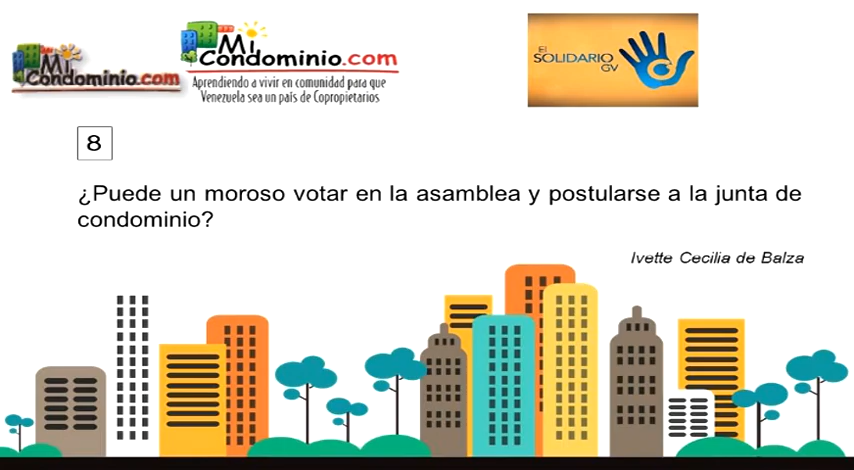 Mi
Condominio.com
Mi
Condominio.com
Aprendiendo a vivir en comunidad para que
Venezuela sea un país de Copropietarios
El
SOLIDARIO
GV
8
¿Puede un moroso votar en la asamblea y postularse a la junta de
condominio?
Ivette Cecilia de Balza